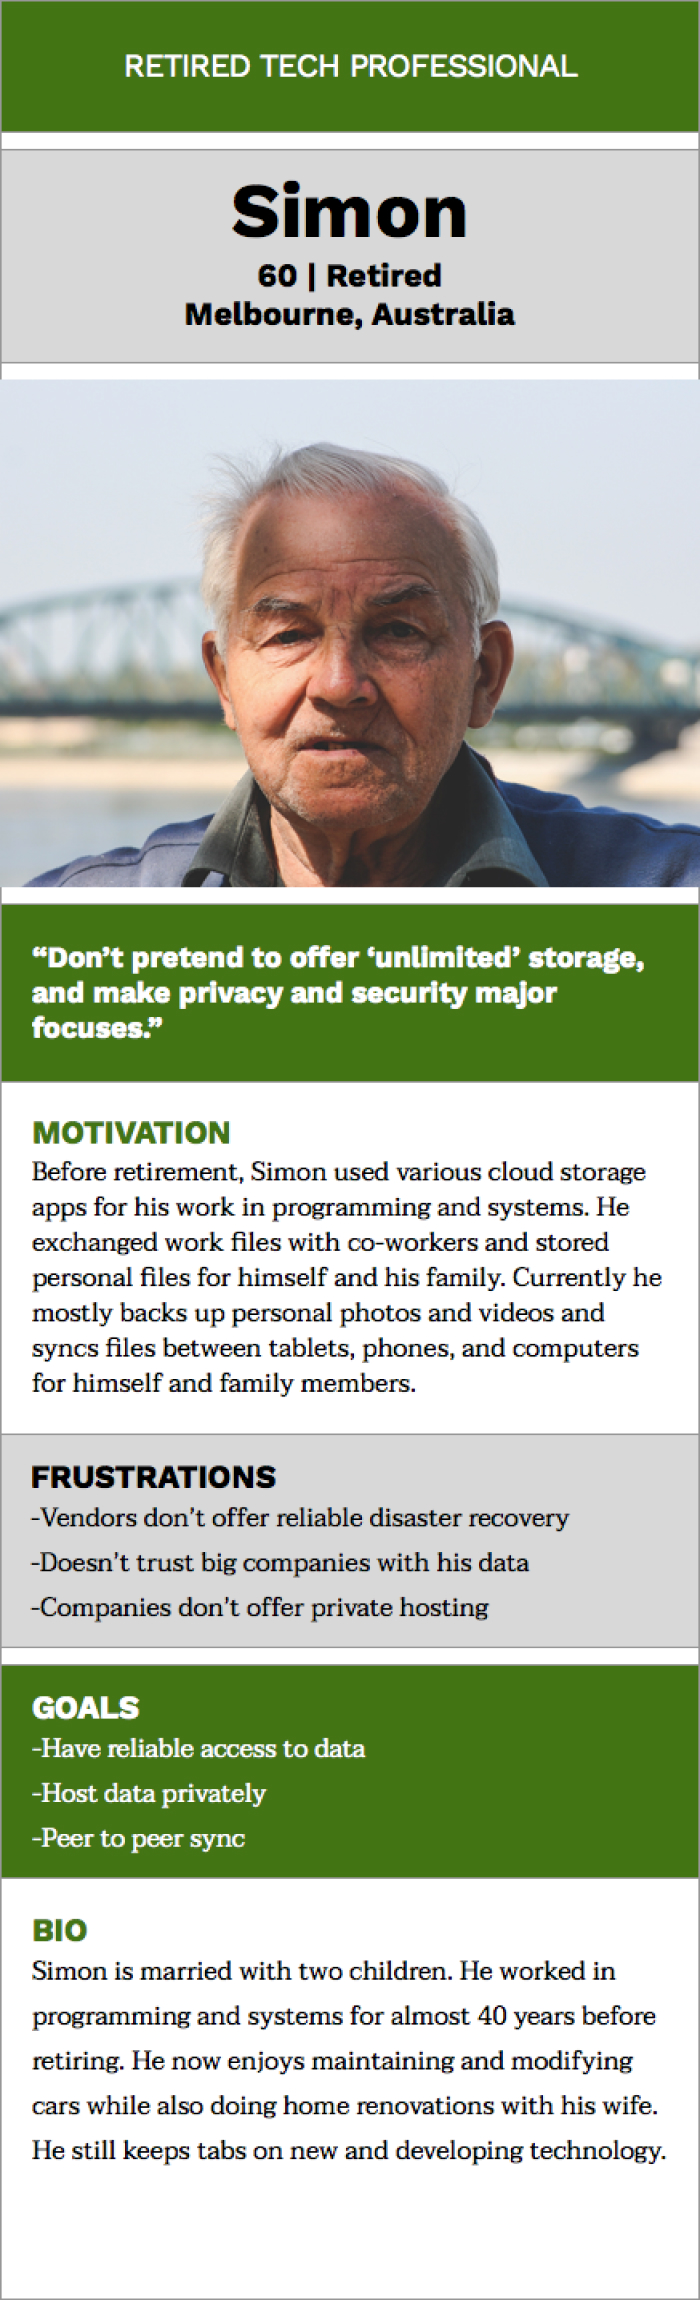 RETIRED TECH PROFESSIONAL
Simon
60 | Retired
Melbourne, Australia
“Don’t pretend to offer ‘unlimited’ storage,
and make privacy and security major
focuses.”
MOTIVATION
Before retirement, Simon used various cloud storage
apps for his work in programming and systems. He
exchanged work files with co-workers and stored
personal files for himself and his family. Currently he
mostly backs up personal photos and videos and
syncs files between tablets, phones, and computers
for himself and family members.
FRUSTRATIONS
-Vendors don’t offer reliable disaster recovery
-Doesn’t trust big companies with his data
-Companies don’t offer private hosting
GOALS
-Have reliable access to data
-Host data privately
-Peer to peer sync
BIO
Simon is married with two children. He worked in
programming and systems for almost 40 years before
retiring. He now enjoys maintaining and modifying
cars while also doing home renovations with his wife.
He still keeps tabs on new and developing technology.